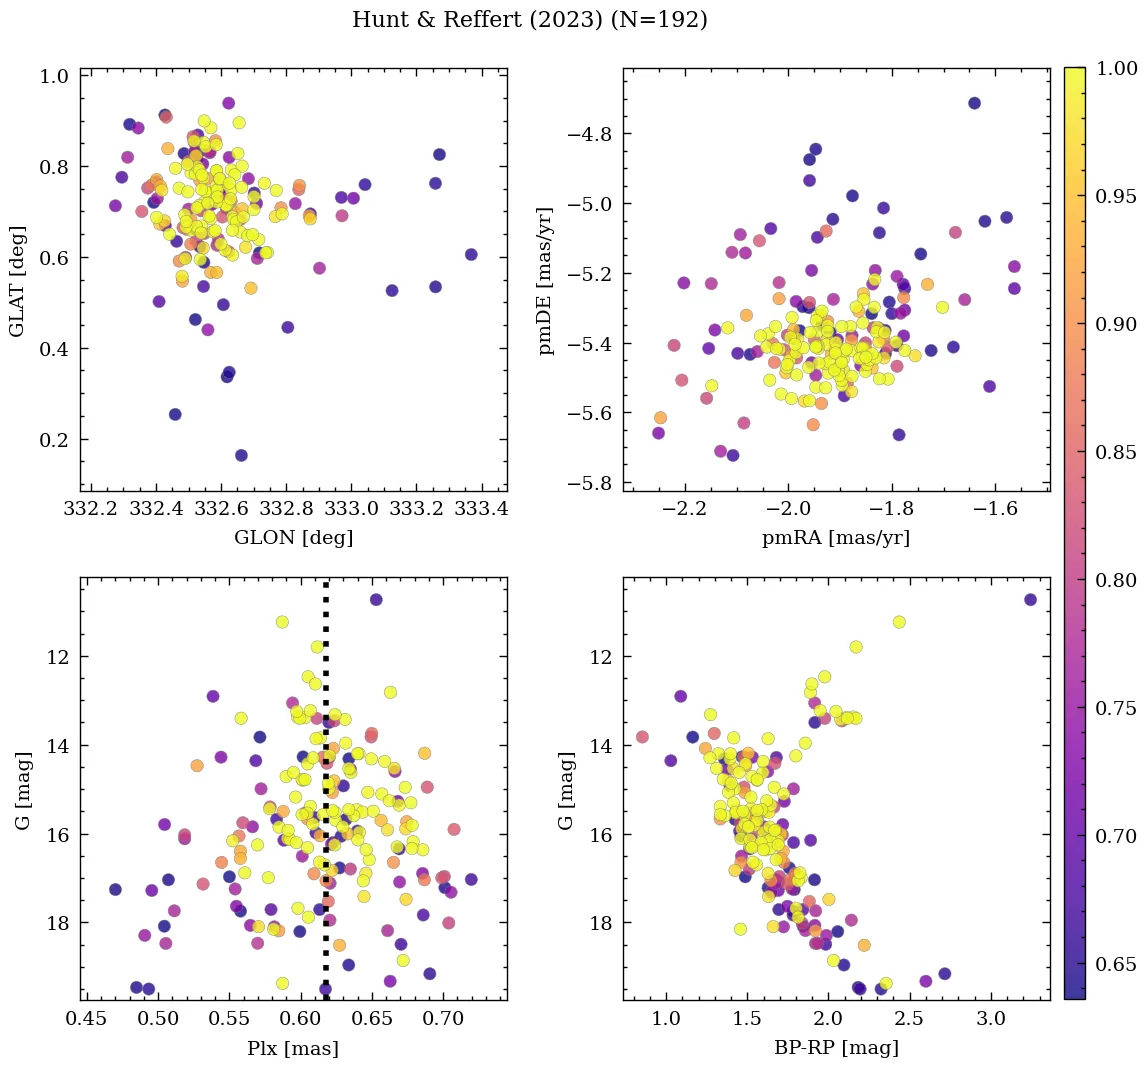 Hunt & Reffert (2023) (N=192)
1.0
0.8
0.6
0.4
0.2
GLAT [deg]
332.2 332.4 332.6 332.8 333.0 333.2 333.4
GLON [deg]
−4.8
−5.0
−5.2
−5.4
−5.6
−5.8
pmDE [mas/yr]
−2.2 −2.0 −1.8 −1.6
pmRA [mas/yr]
12
14
16
18
G [mag]
0.45 0.50 0.55 0.60 0.65 0.70
Plx [mas]
12
14
16
18
G [mag]
1.0 1.5 2.0 2.5 3.0
BP-RP [mag]
1.00
0.95
0.90
0.85
0.80
0.75
0.70
0.65